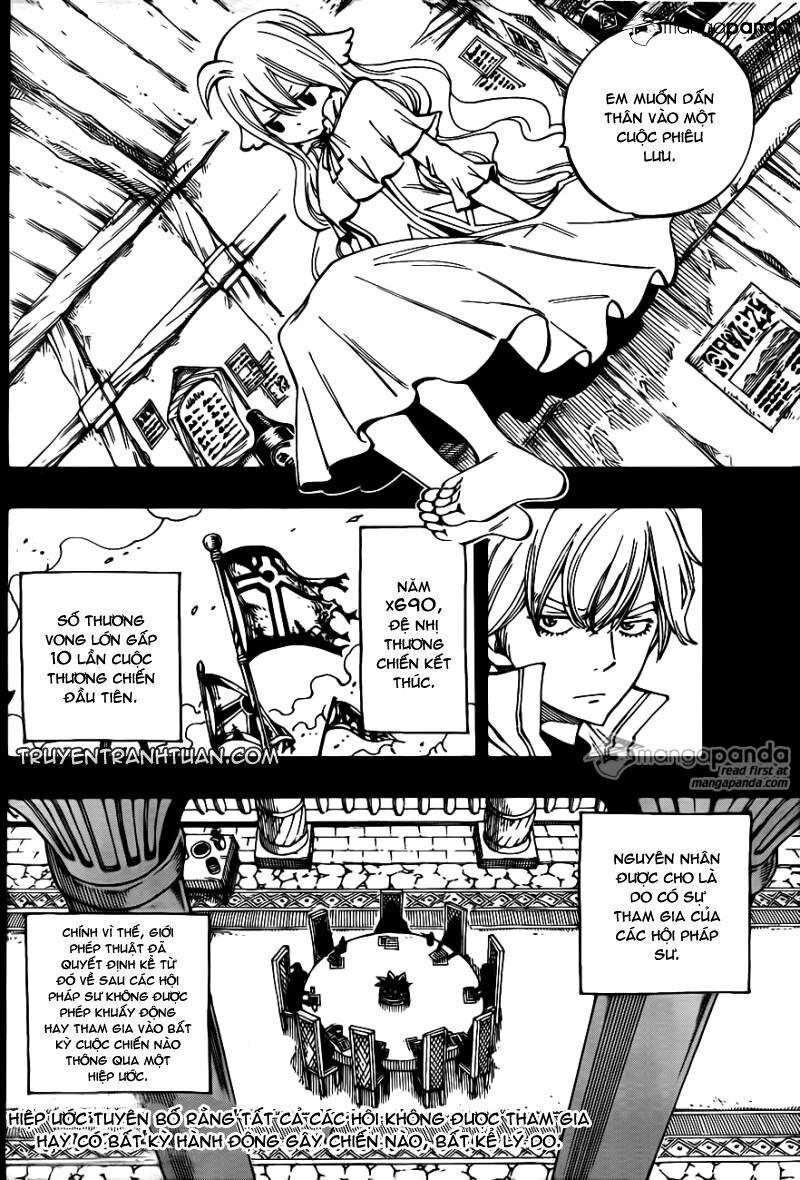 mangapanda
EM MUỐN DẤN
THÂN VÀO MỘT
CUỘC PHIÊU
LƯU.
NĂM
X690,
ĐỆ NHỊ
THƯƠNG
CHIẾN KẾT
THÚC.
SỐ THƯƠNG
VONG LỚN GẤP
10 LẦN CUỘC
THƯƠNG CHIẾN
ĐẦU TIÊN.
TRUYENTRANHTUAN.COM
mangapanda
read first at
mangapanda.com
NGUYÊN NHÂN
ĐƯỢC CHO LÀ
DO CÓ SỰ
THAM GIA CỦA
CÁC HỘI PHÁP
SƯ.
CHÍNH VÌ THẾ, GIỚI
PHÉP THUẬT ĐÃ
QUYẾT ĐỊNH KỂ TỪ
ĐÓ VỀ SAU CÁC HỘI
PHÁP SƯ KHÔNG ĐƯỢC
PHÉP KHUẤY ĐỘNG
HAY THAM GIA VÀO BẤT
KỲ CUỘC CHIẾN NÀO
THÔNG QUA MỘT
HIỆP ƯỚC.
HIỆP ƯỚC TUYÊN BỐ RẰNG TẤT CẢ CÁC HỘI KHÔNG ĐƯỢC THAM GIA
HAY CÓ BẤT KỲ HÀNH ĐỘNG GÂY CHIẾN NÀO, BẤT KỂ LÝ DO.